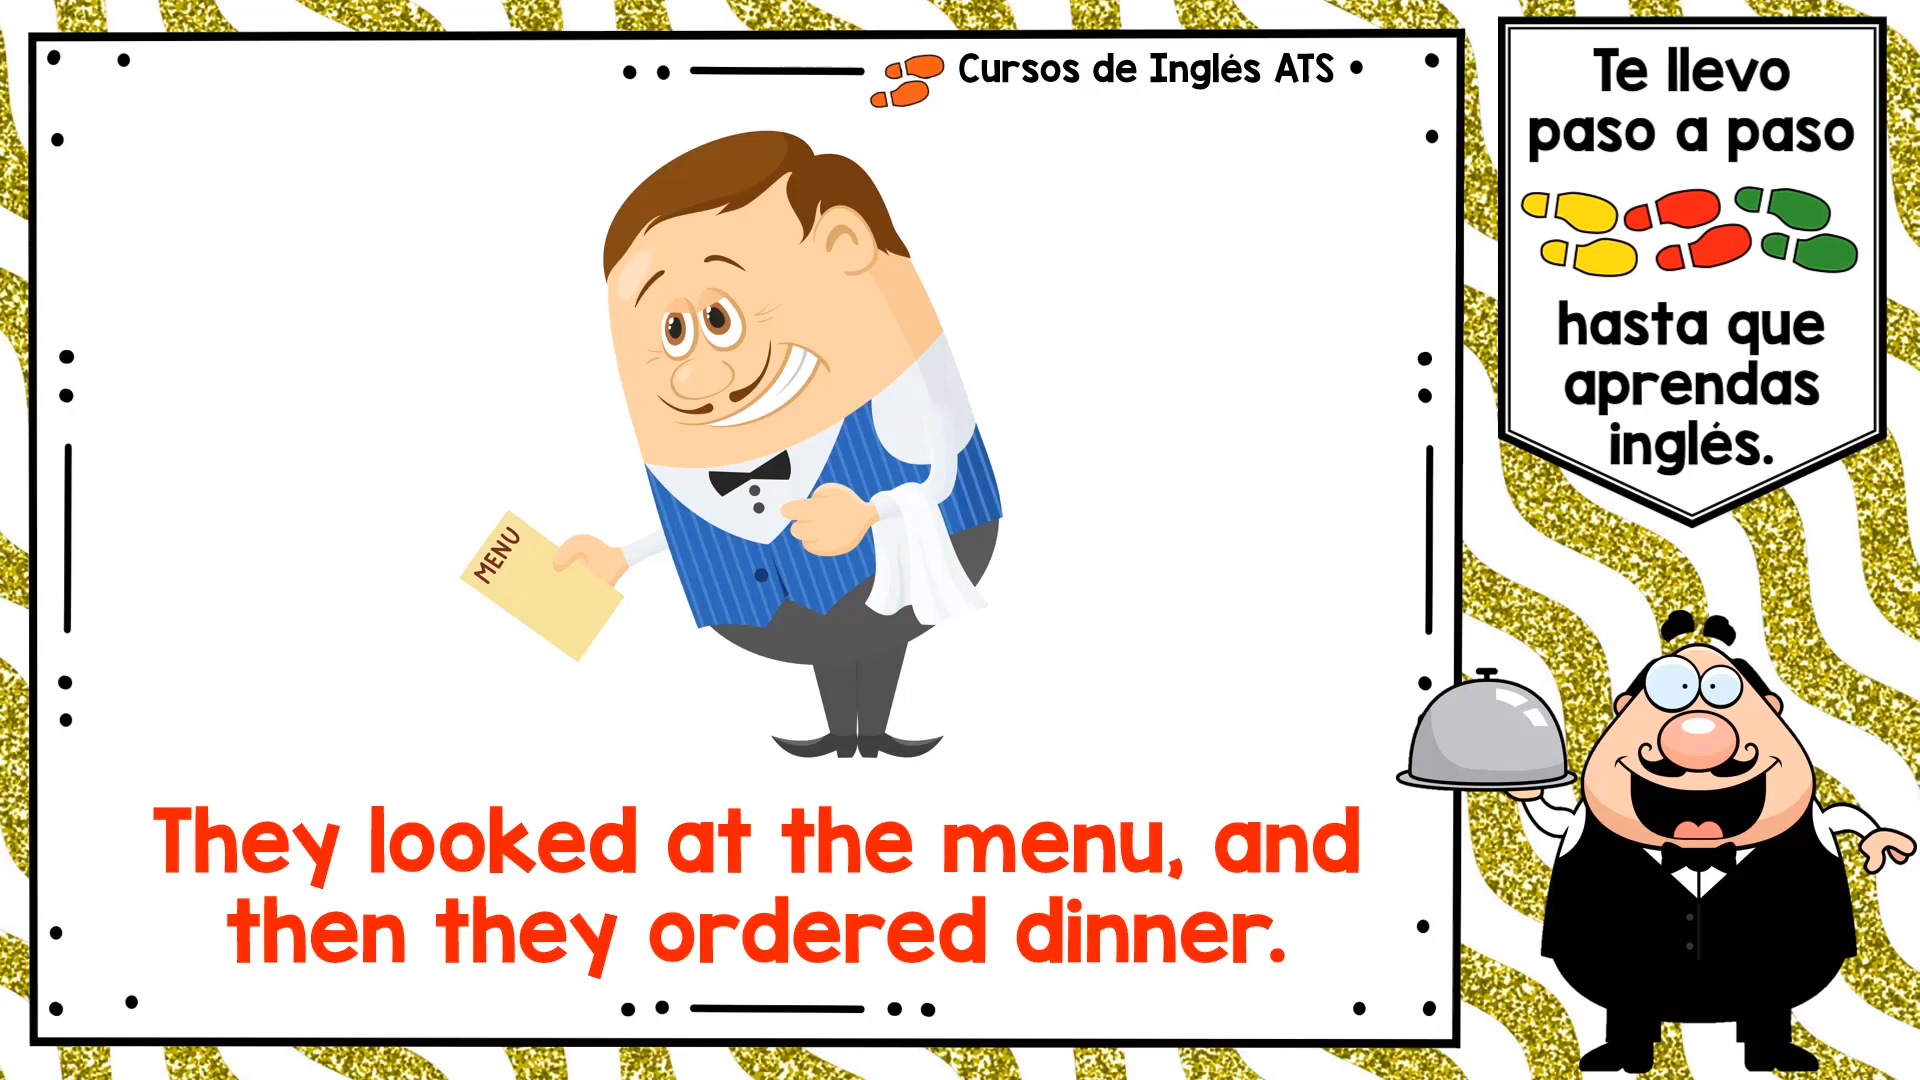 Cursos de Inglés ATS
MENU
They looked at the menu, and
then they ordered dinner.
Te llevo
paso a paso
hasta que
aprendas
inglés.